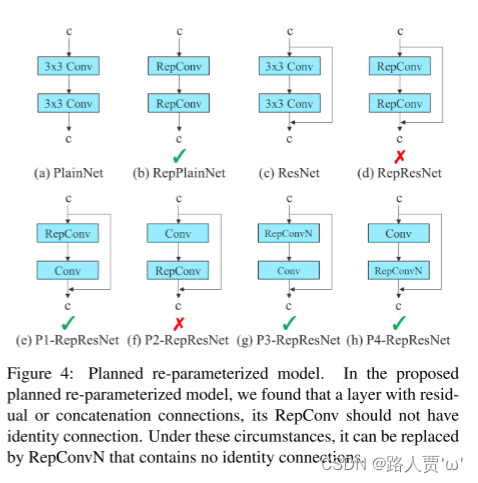 c c c c
3x3 Conv RepConv 3x3 Conv RepConv
3x3 Conv RepConv 3x3 Conv RepConv
c c c c
(a) PlainNet (b) RepPlainNet (c) ResNet (d) RepResNet
c c c c
RepConv Conv RepConvN Conv
Conv RepConv Conv RepConvN
c c c c
(e) P1-RepResNet (f) P2-RepResNet (g) P3-RepResNet (h) P4-RepResNet
Figure 4: Planned re-parameterized model. In the proposed
planned re-parameterized model, we found that a layer with resid-
ual or concatenation connections, its RepConv should not have
identity connection. Under these circumstances, it can be replaced
by RepConvN that contains no identity connections.
CSDN @路人贾'ω'